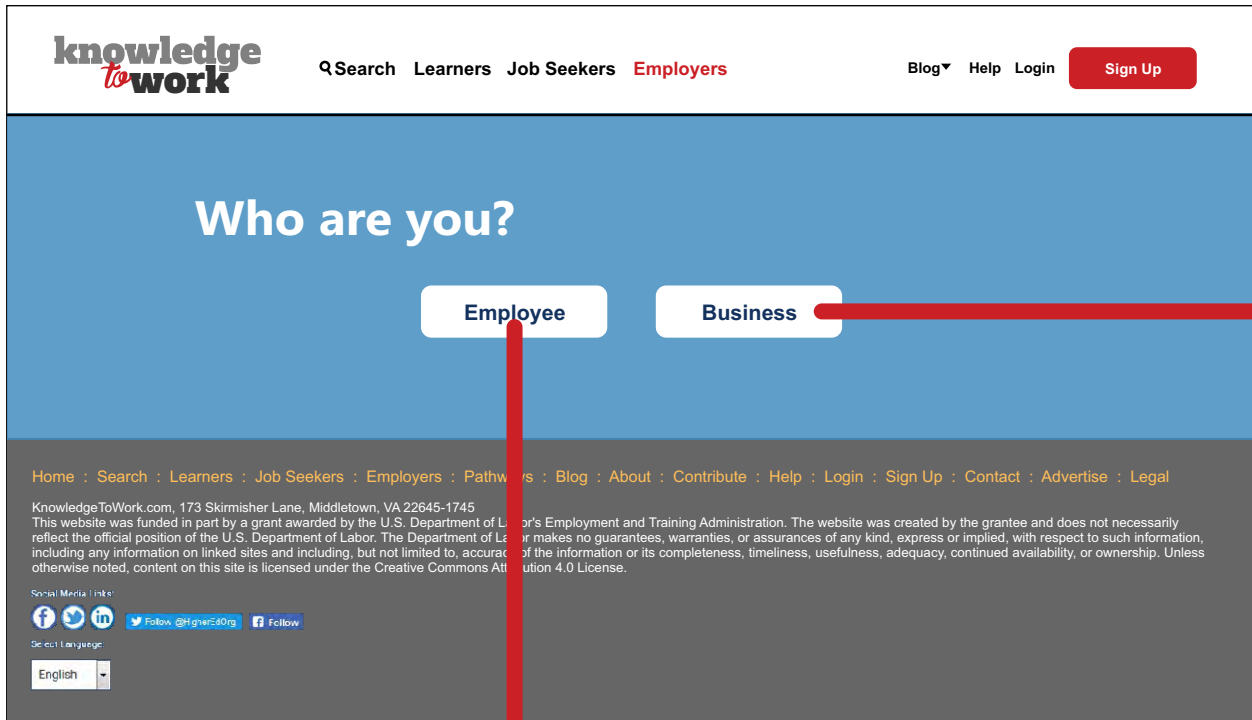 knowledge
to work
Search Learners Job Seekers Employers Blog Help Login Sign Up
Who are you?
Employee Business
Home : Search : Learners : Job Seekers : Employers : Pathways : Blog : About : Contribute : Help : Login : Sign Up : Contact : Advertise : Legal
KnowledgeToWork.com, 173 Skirmisher Lane, Middletown, VA 22645-1745
This website was funded in part by a grant awarded by the U.S. Department of Labor's Employment and Training Administration. The website was created by the grantee and does not necessarily
reflect the official position of the U.S. Department of Labor. The Department of Labor makes no guarantees, warranties, or assurances of any kind, express or implied, with respect to such information,
including any information on linked sites and including, but not limited to, accuracy of the information or its completeness, timeliness, usefulness, adequacy, continued availability, or ownership. Unless
otherwise noted, content on this site is licensed under the Creative Commons Attribution 4.0 License.
Social Media Links:
f in Follow @HigherEdOrg f Follow
Select Language:
English